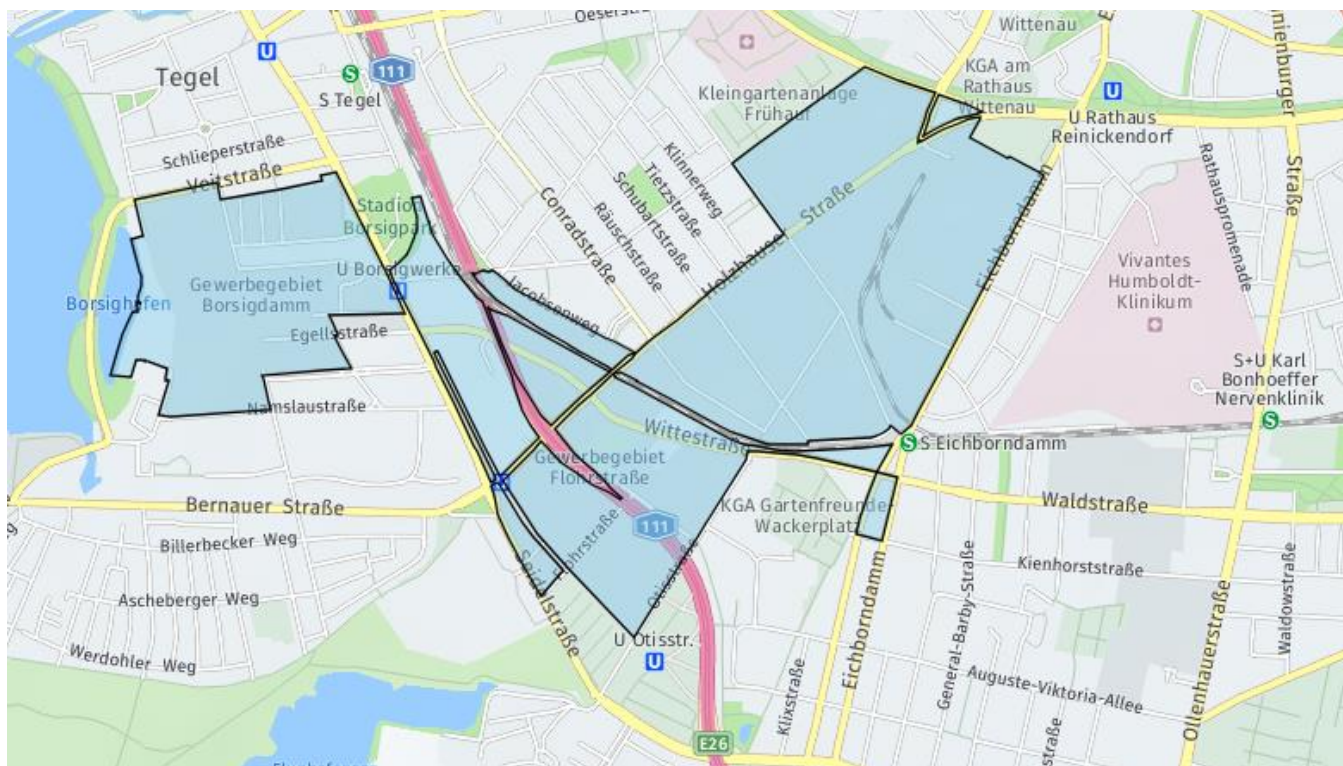 Oeserstr
Wittenau
Tegel
U
S
S Tegel
111
Kleingartenanlage
Frühauf
KGA am
Rathaus
Wittenau
U
U Rathaus
Reinickendorf
Straße
Schlieperstraße
Veitstraße
Klinnerweg
Tietzstraße
Schubartstraße
Räuschstraße
Conradstraße
Rathauspromenade
Stadion
Borsigpark
Straße
Holzhauser
Eichborndamm
Vivantes
Humboldt-
Klinikum
U Borsigwerke
U
Gewerbegebiet
Borsigdamm
Borsighafen
Egellsstraße
Jacobsenweg
S+U Karl
Bonhoeffer
Nervenklinik
S
Namslaustraße
Wittestraße
S
S Eichborndamm
Gewerbegebiet
Flohrstraße
U
Bernauer Straße
KGA Gartenfreunde-
Wackerplatz
Waldstraße
111
Billerbecker Weg
Flohrstraße
Seidelstraße
Otisstraße
Kienhorststraße
Ascheberger Weg
U Otisstr.
U
Werdohler Weg
Klixstraße
Eichborndamm
General-Barby-Straße
Auguste-Viktoria-Allee
Ollenhauerstraße
Waldowstraße
straße
E26